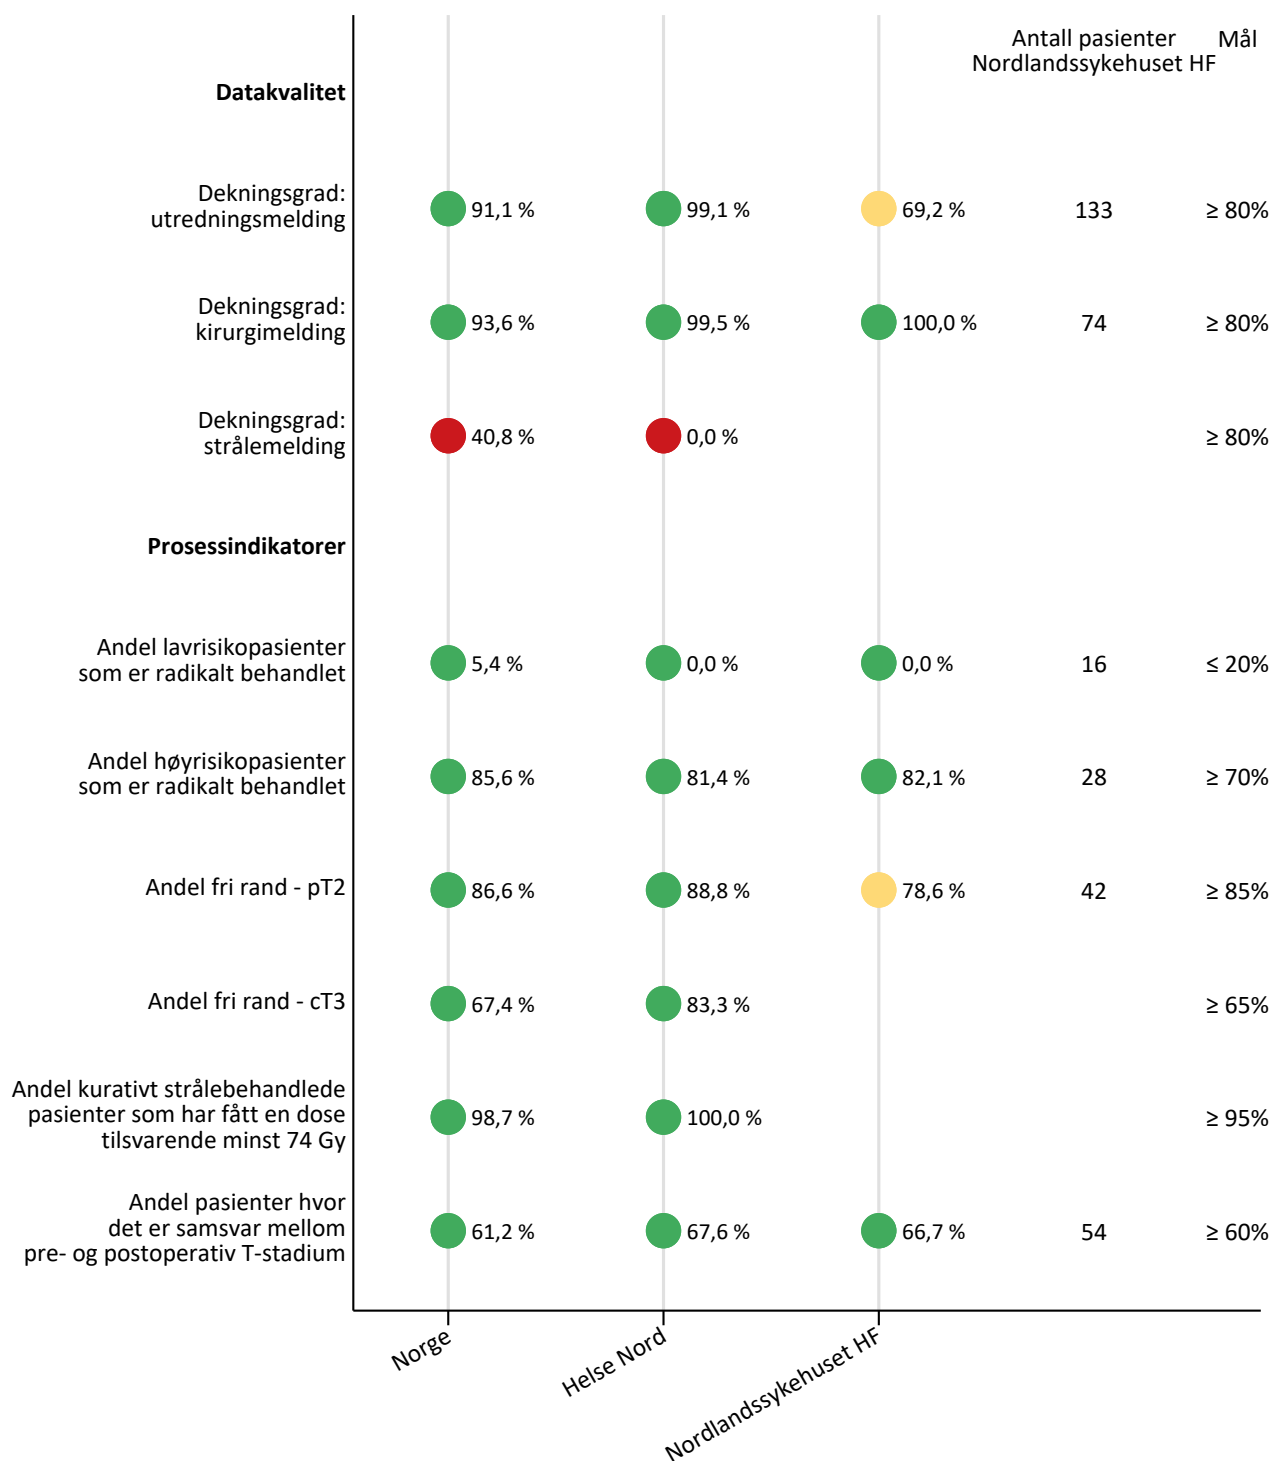 Antall pasienter
Nordlandssykehuset HF
Mål
Datakvalitet
Dekningsgrad:
utredningsmelding
91,1 %
99,1 %
69,2 %
133
≥ 80%
Dekningsgrad:
kirurgimelding
93,6 %
99,5 %
100,0 %
74
≥ 80%
Dekningsgrad:
strålemelding
40,8 %
0,0 %
≥ 80%
Prosessindikatorer
Andel lavrisikopasienter
som er radikalt behandlet
5,4 %
0,0 %
0,0 %
16
≤ 20%
Andel høyrisikopasienter
som er radikalt behandlet
85,6 %
81,4 %
82,1 %
28
≥ 70%
Andel fri rand - pT2
86,6 %
88,8 %
78,6 %
42
≥ 85%
Andel fri rand - cT3
67,4 %
83,3 %
≥ 65%
Andel kurativt strålebehandlede
pasienter som har fått en dose
tilsvarende minst 74 Gy
98,7 %
100,0 %
≥ 95%
Andel pasienter hvor
det er samsvar mellom
pre- og postoperativ T-stadium
61,2 %
67,6 %
66,7 %
54
≥ 60%
Norge
Helse Nord
Nordlandssykehuset HF